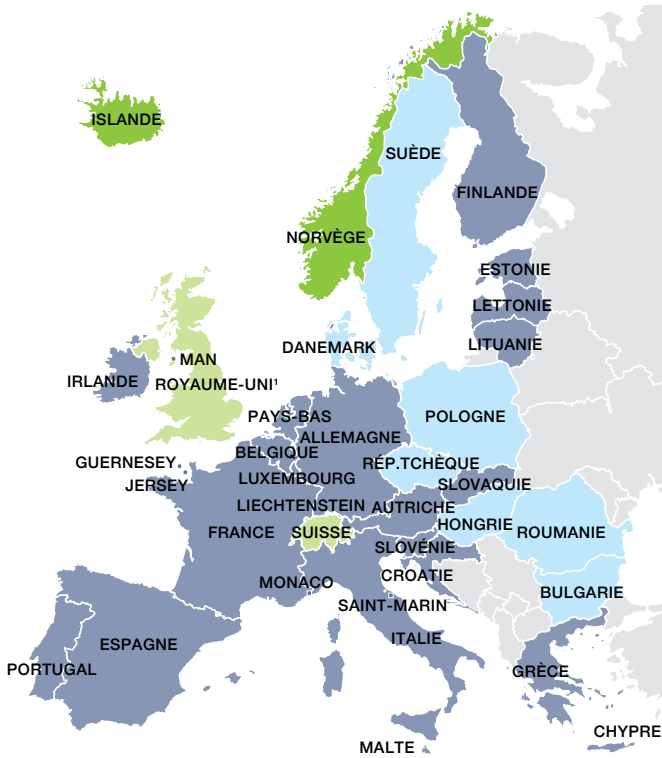 ISLANDE
SUÈDE
FINLANDE
NORVÈGE
ESTONIE
LETTONIE
LITUANIE
DANEMARK
MAN
IRLANDE
ROYAUME-UNI¹
PAYS-BAS
POLOGNE
ALLEMAGNE
BELGIQUE
GUERNESEY
RÉP.TCHÈQUE
JERSEY
LUXEMBOURG
SLOVAQUIE
LIECHTENSTEIN
AUTRICHE
HONGRIE
FRANCE
SUISSE
ROUMANIE
SLOVÉNIE
CROATIE
MONACO
BULGARIE
SAINT-MARIN
ITALIE
ESPAGNE
PORTUGAL
GRÈCE
CHYPRE
MALTE